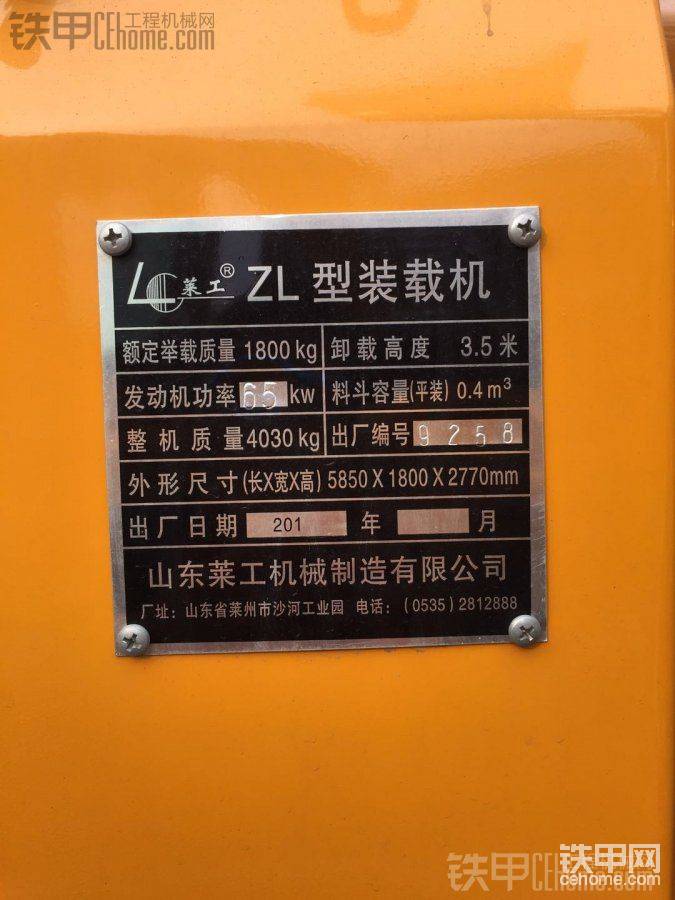 铁甲 工程机械网
CEhome.com
莱工® ZL 型装载机
额定举载质量 1800 kg 卸载高度 3.5 米
发动机功率 65 kw 料斗容量(平装) 0.4 m³
整机质量 4030 kg 出厂编号 9258
外形尺寸(长X宽X高) 5850 X 1800 X 2770mm
出厂日期 201 年 月
山东莱工机械制造有限公司
厂址：山东省莱州市沙河工业园 电话：(0535) 2812888
铁甲 CEhome.com
铁甲网
cehome.com